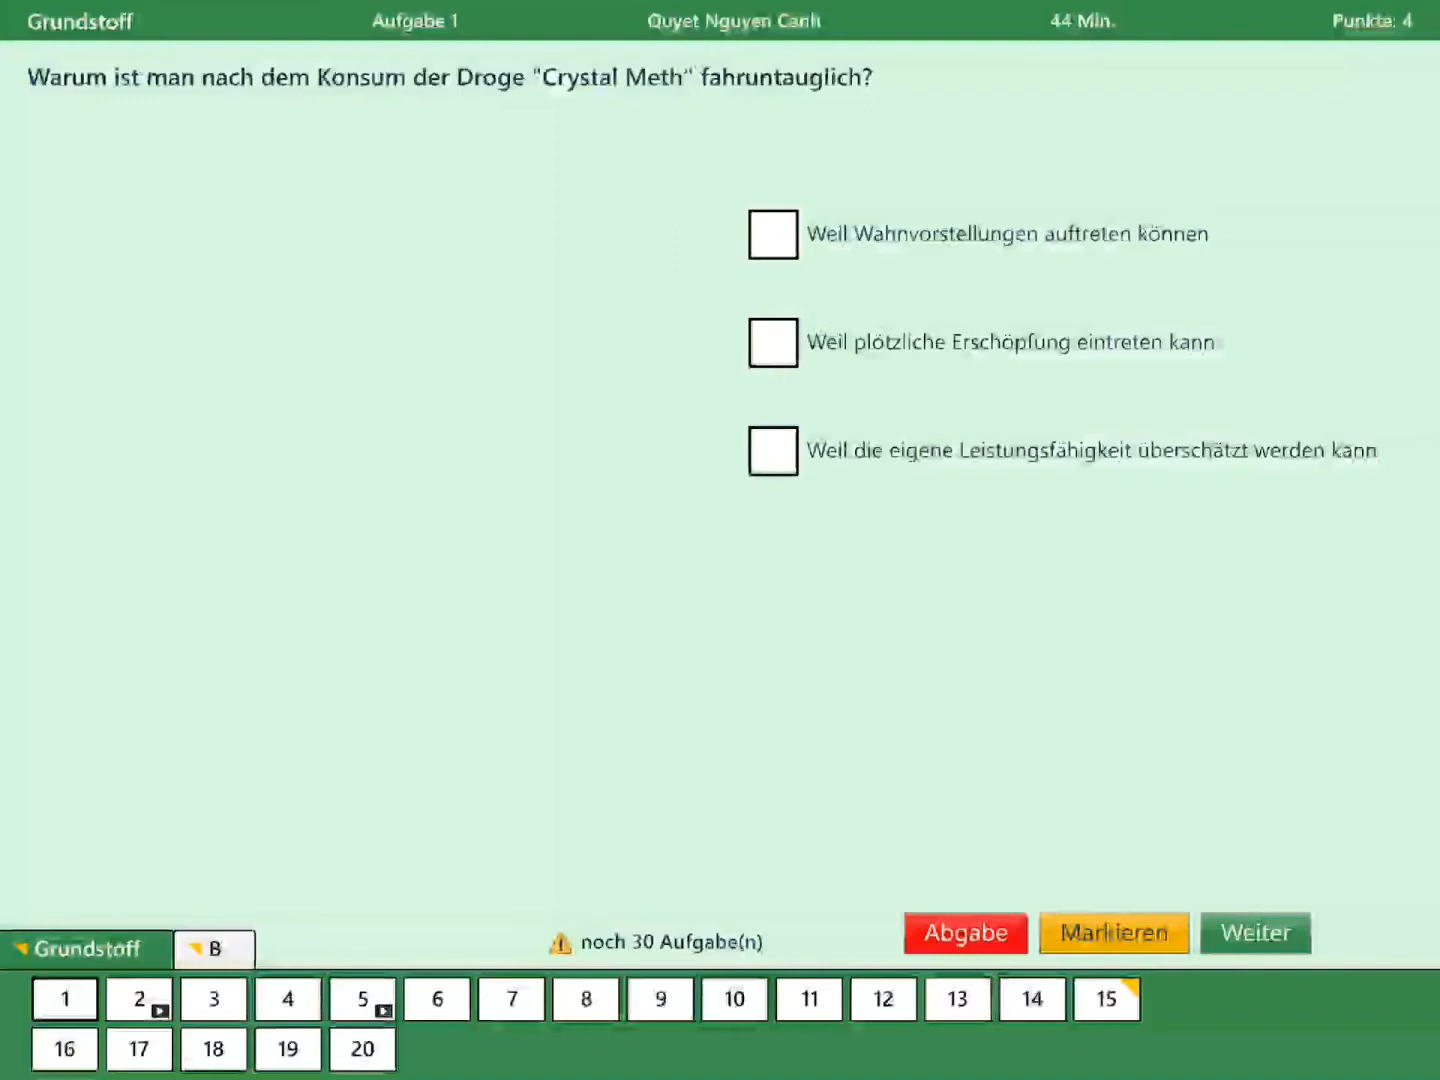 Grundstoff Aufgabe 1 Quyet Nguyen Canh 44 Min. Punkte: 4
Warum ist man nach dem Konsum der Droge "Crystal Meth" fahruntauglich?
Weil Wahnvorstellungen auftreten können
Weil plötzliche Erschöpfung eintreten kann
Weil die eigene Leistungsfähigkeit überschätzt werden kann
Grundstoff B noch 30 Aufgabe(n) Abgabe Markieren Weiter
1 2 3 4 5 6 7 8 9 10 11 12 13 14 15
16 17 18 19 20